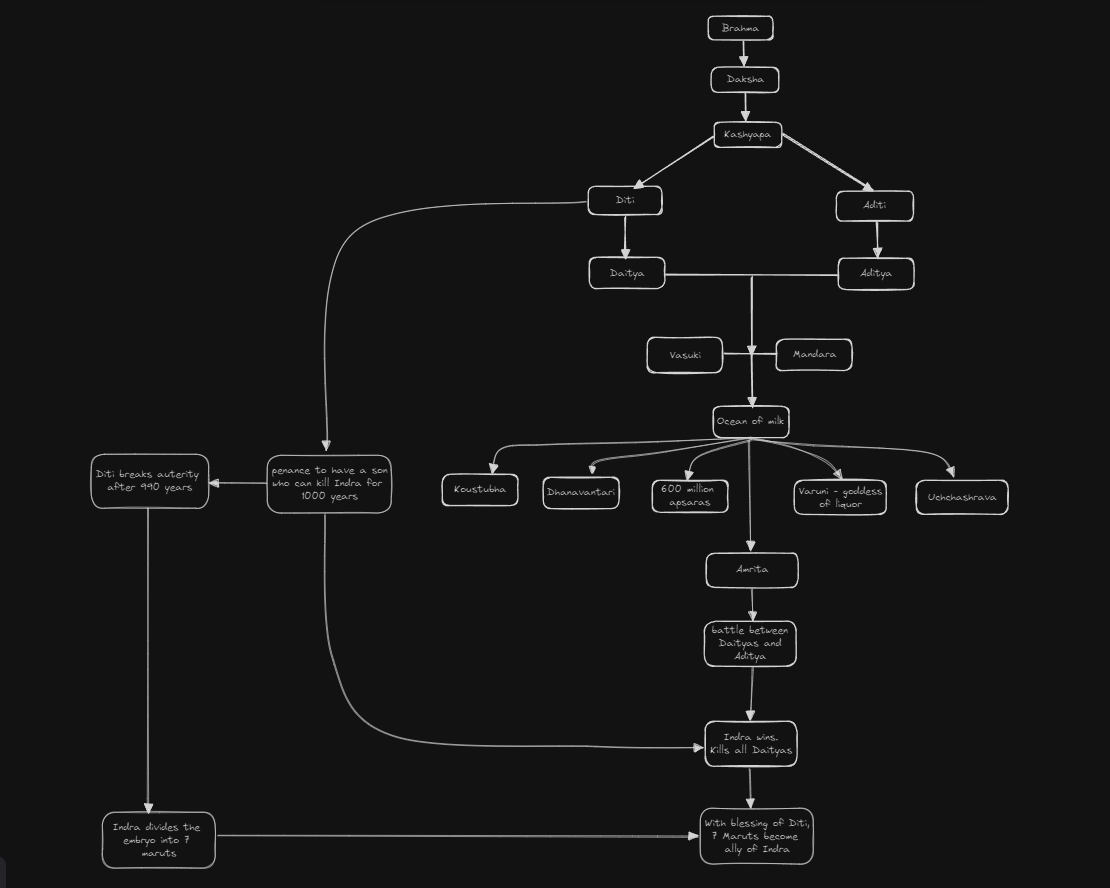 Brahma
Daksha
Kashyapa
Diti
Aditi
Daitya
Aditya
Vasuki
Mandara
Ocean of milk
Koustubha
Dhanavantari
600 million
apsaras
Varuni - goddess
of liquor
Uchchashrava
Diti breaks auterity
after 990 years
penance to have a son
who can kill Indra for
1000 years
Amrita
battle between
Daityas and
Aditya
Indra wins.
Kills all Daityas
Indra divides the
embryo into 7
maruts
With blessing of Diti,
7 Maruts become
ally of Indra